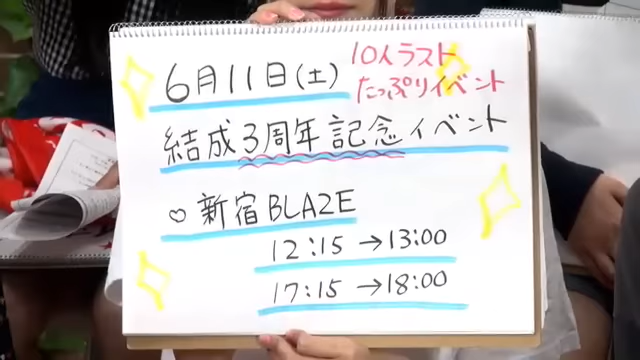 6月11日(土)
10人ラスト
たっぷりイベント
結成3周年記念イベント
♡新宿BLAZE
12:15→13:00
17:15→18:00